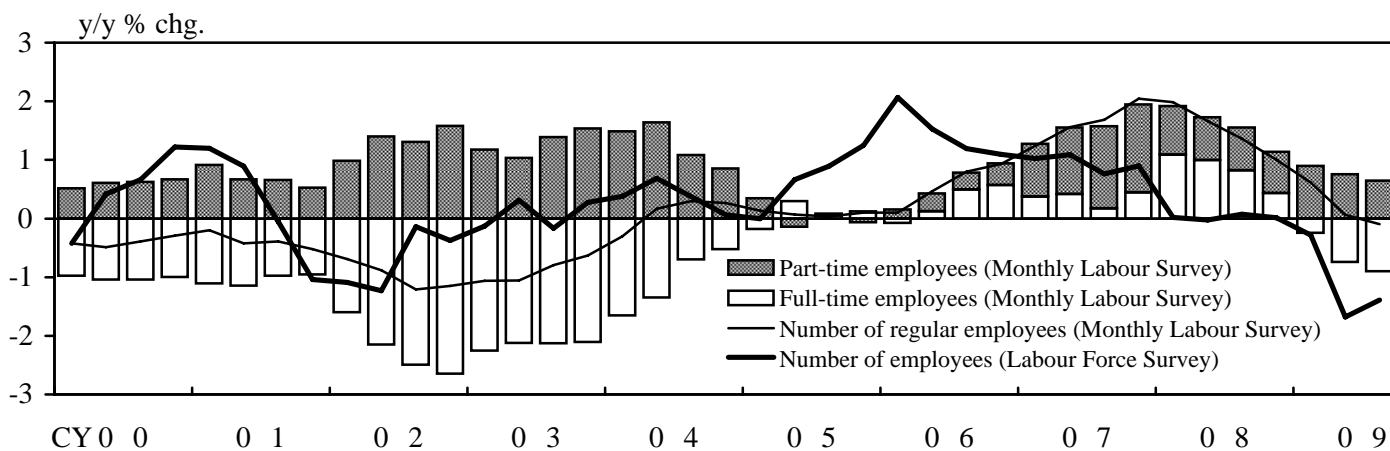 y/y % chg.
3
2
1
0
-1
-2
-3
Part-time employees (Monthly Labour Survey)
Full-time employees (Monthly Labour Survey)
Number of regular employees (Monthly Labour Survey)
Number of employees (Labour Force Survey)
CY 0 0 0 1 0 2 0 3 0 4 0 5 0 6 0 7 0 8 0 9